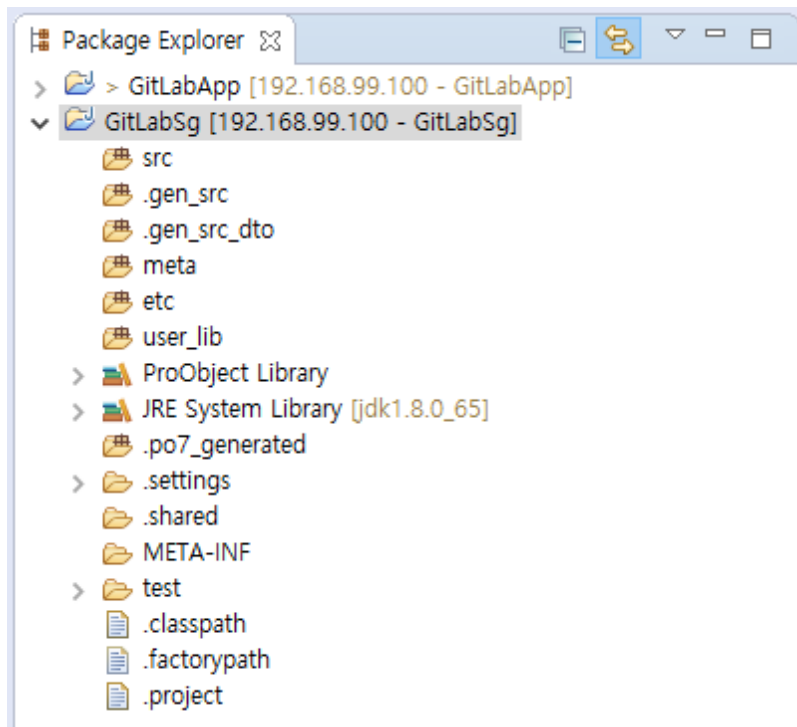 Package Explorer
> GitLabApp [192.168.99.100 - GitLabApp]
GitLabSg [192.168.99.100 - GitLabSg]
src
.gen_src
.gen_src_dto
meta
etc
user_lib
ProObject Library
JRE System Library [jdk1.8.0_65]
.po7_generated
.settings
.shared
META-INF
test
.classpath
.factorypath
.project